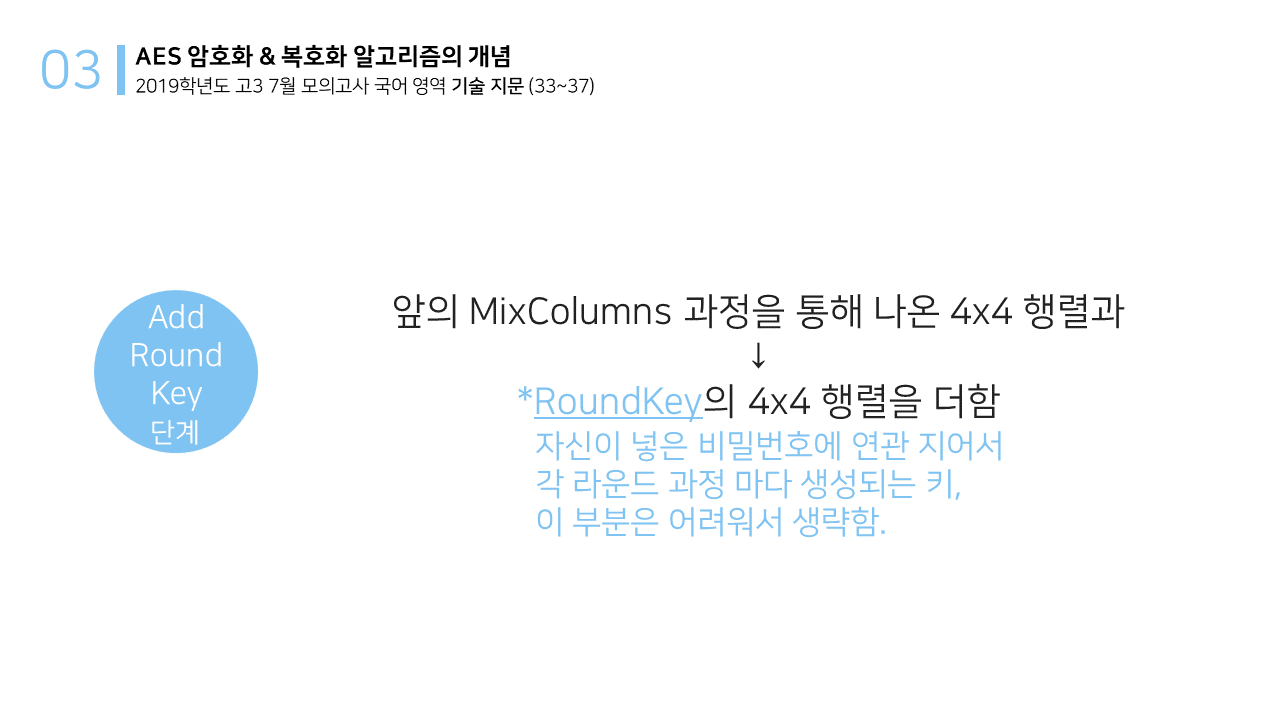 03
AES 암호화 & 복호화 알고리즘의 개념
2019학년도 고3 7월 모의고사 국어 영역 기술 지문 (33~37)
Add
Round
Key
단계
앞의 MixColumns 과정을 통해 나온 4x4 행렬과
↓
*RoundKey의 4x4 행렬을 더함
자신이 넣은 비밀번호에 연관 지어서
각 라운드 과정 마다 생성되는 키,
이 부분은 어려워서 생략함.